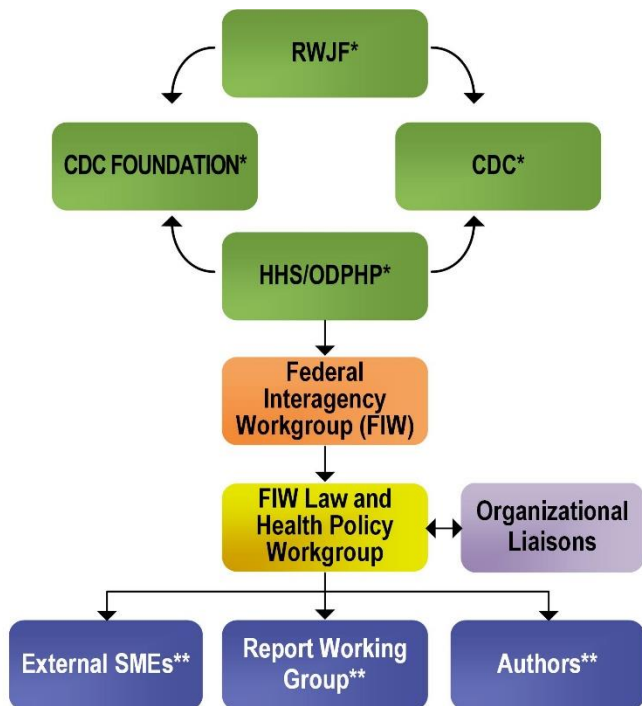 RWJF*
CDC FOUNDATION*
CDC*
HHS/ODPHP*
Federal
Interagency
Workgroup (FIW)
FIW Law and
Health Policy
Workgroup
Organizational
Liaisons
External SMEs**
Report Working
Group**
Authors**